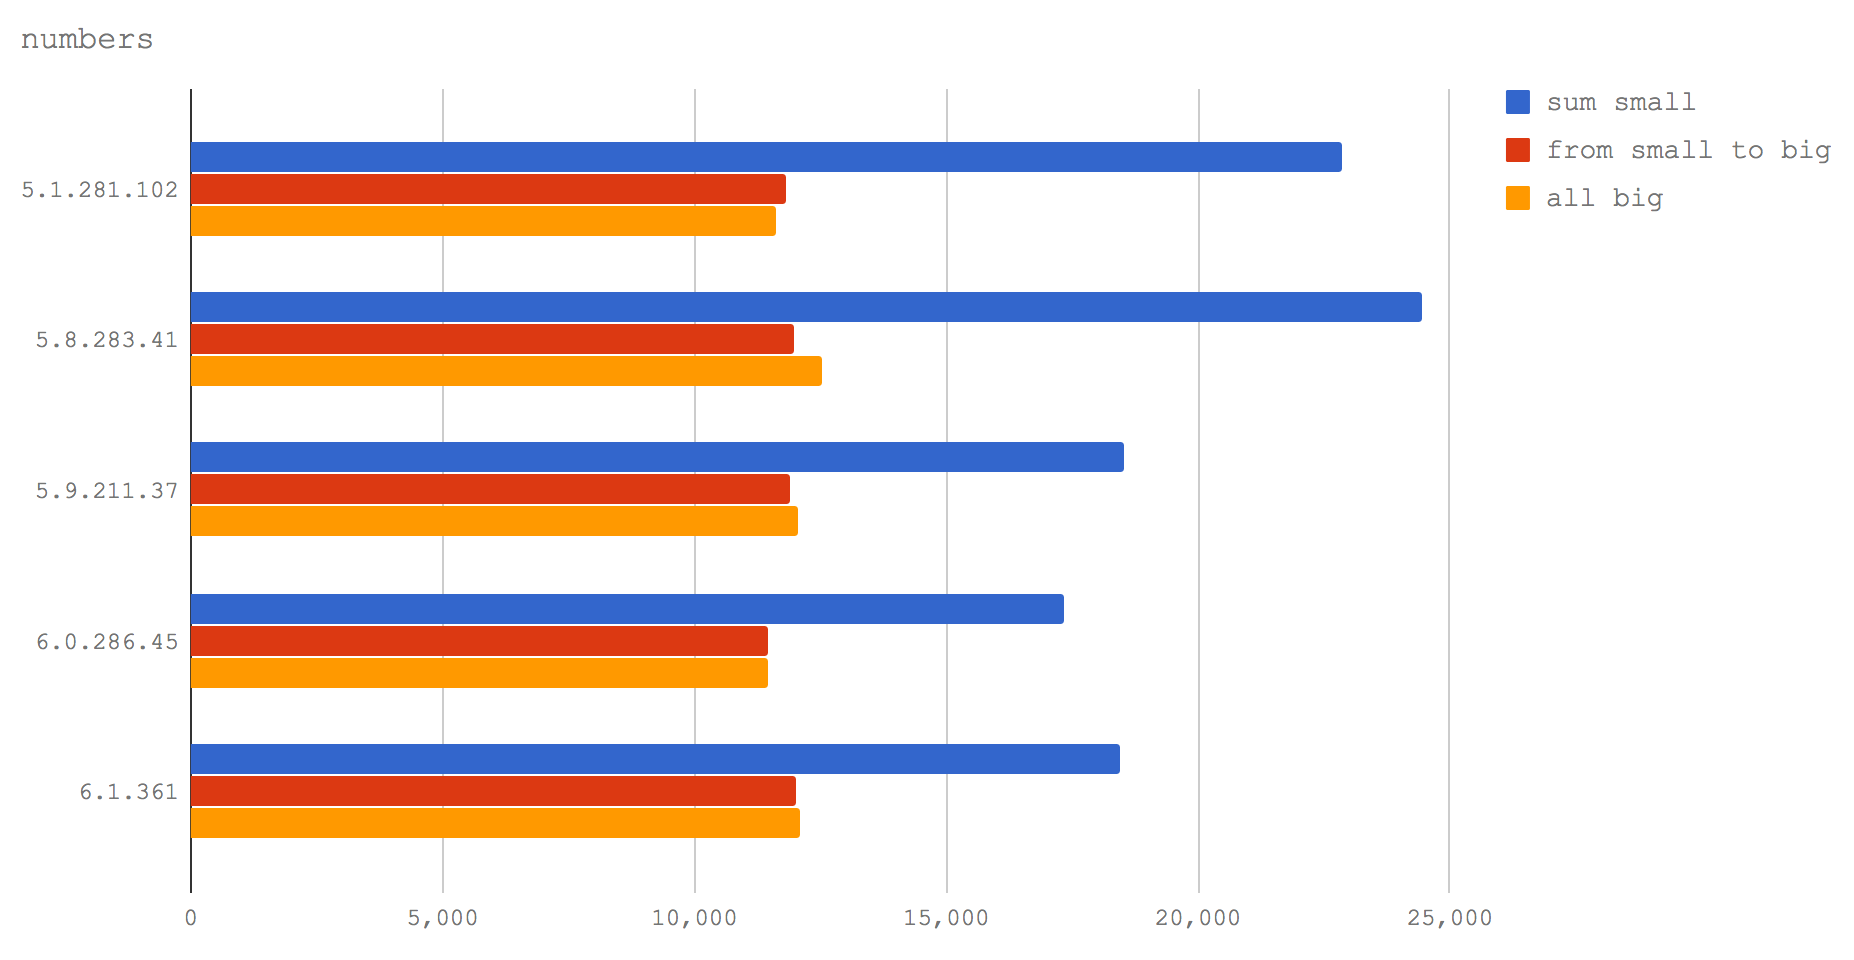 numbers
sum small
from small to big
all big
5.1.281.102
5.8.283.41
5.9.211.37
6.0.286.45
6.1.361
0 5,000 10,000 15,000 20,000 25,000